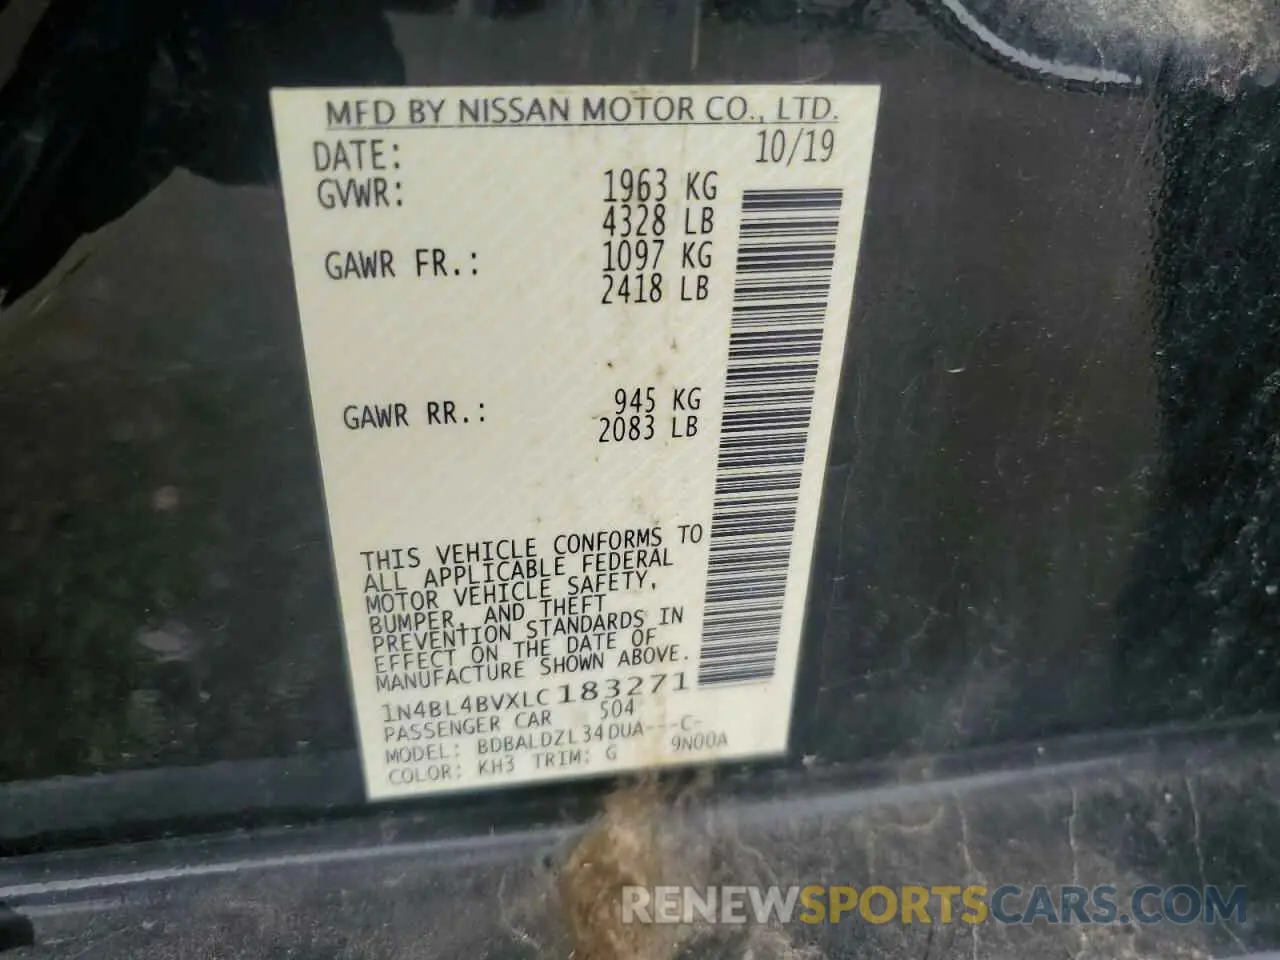 MFD BY NISSAN MOTOR CO., LTD.
DATE: 10/19
GVWR: 1963 KG
4328 LB
GAWR FR.: 1097 KG
2418 LB
GAWR RR.: 945 KG
2083 LB
THIS VEHICLE CONFORMS TO
ALL APPLICABLE FEDERAL
MOTOR VEHICLE SAFETY,
BUMPER, AND THEFT
PREVENTION STANDARDS IN
EFFECT ON THE DATE OF
MANUFACTURE SHOWN ABOVE.
1N4BL4BVXLC183271
PASSENGER CAR 504
MODEL: BDBALDZL34DUA---C-
COLOR: KH3 TRIM: G 9N00A
RENEWSPORTSCARS.COM